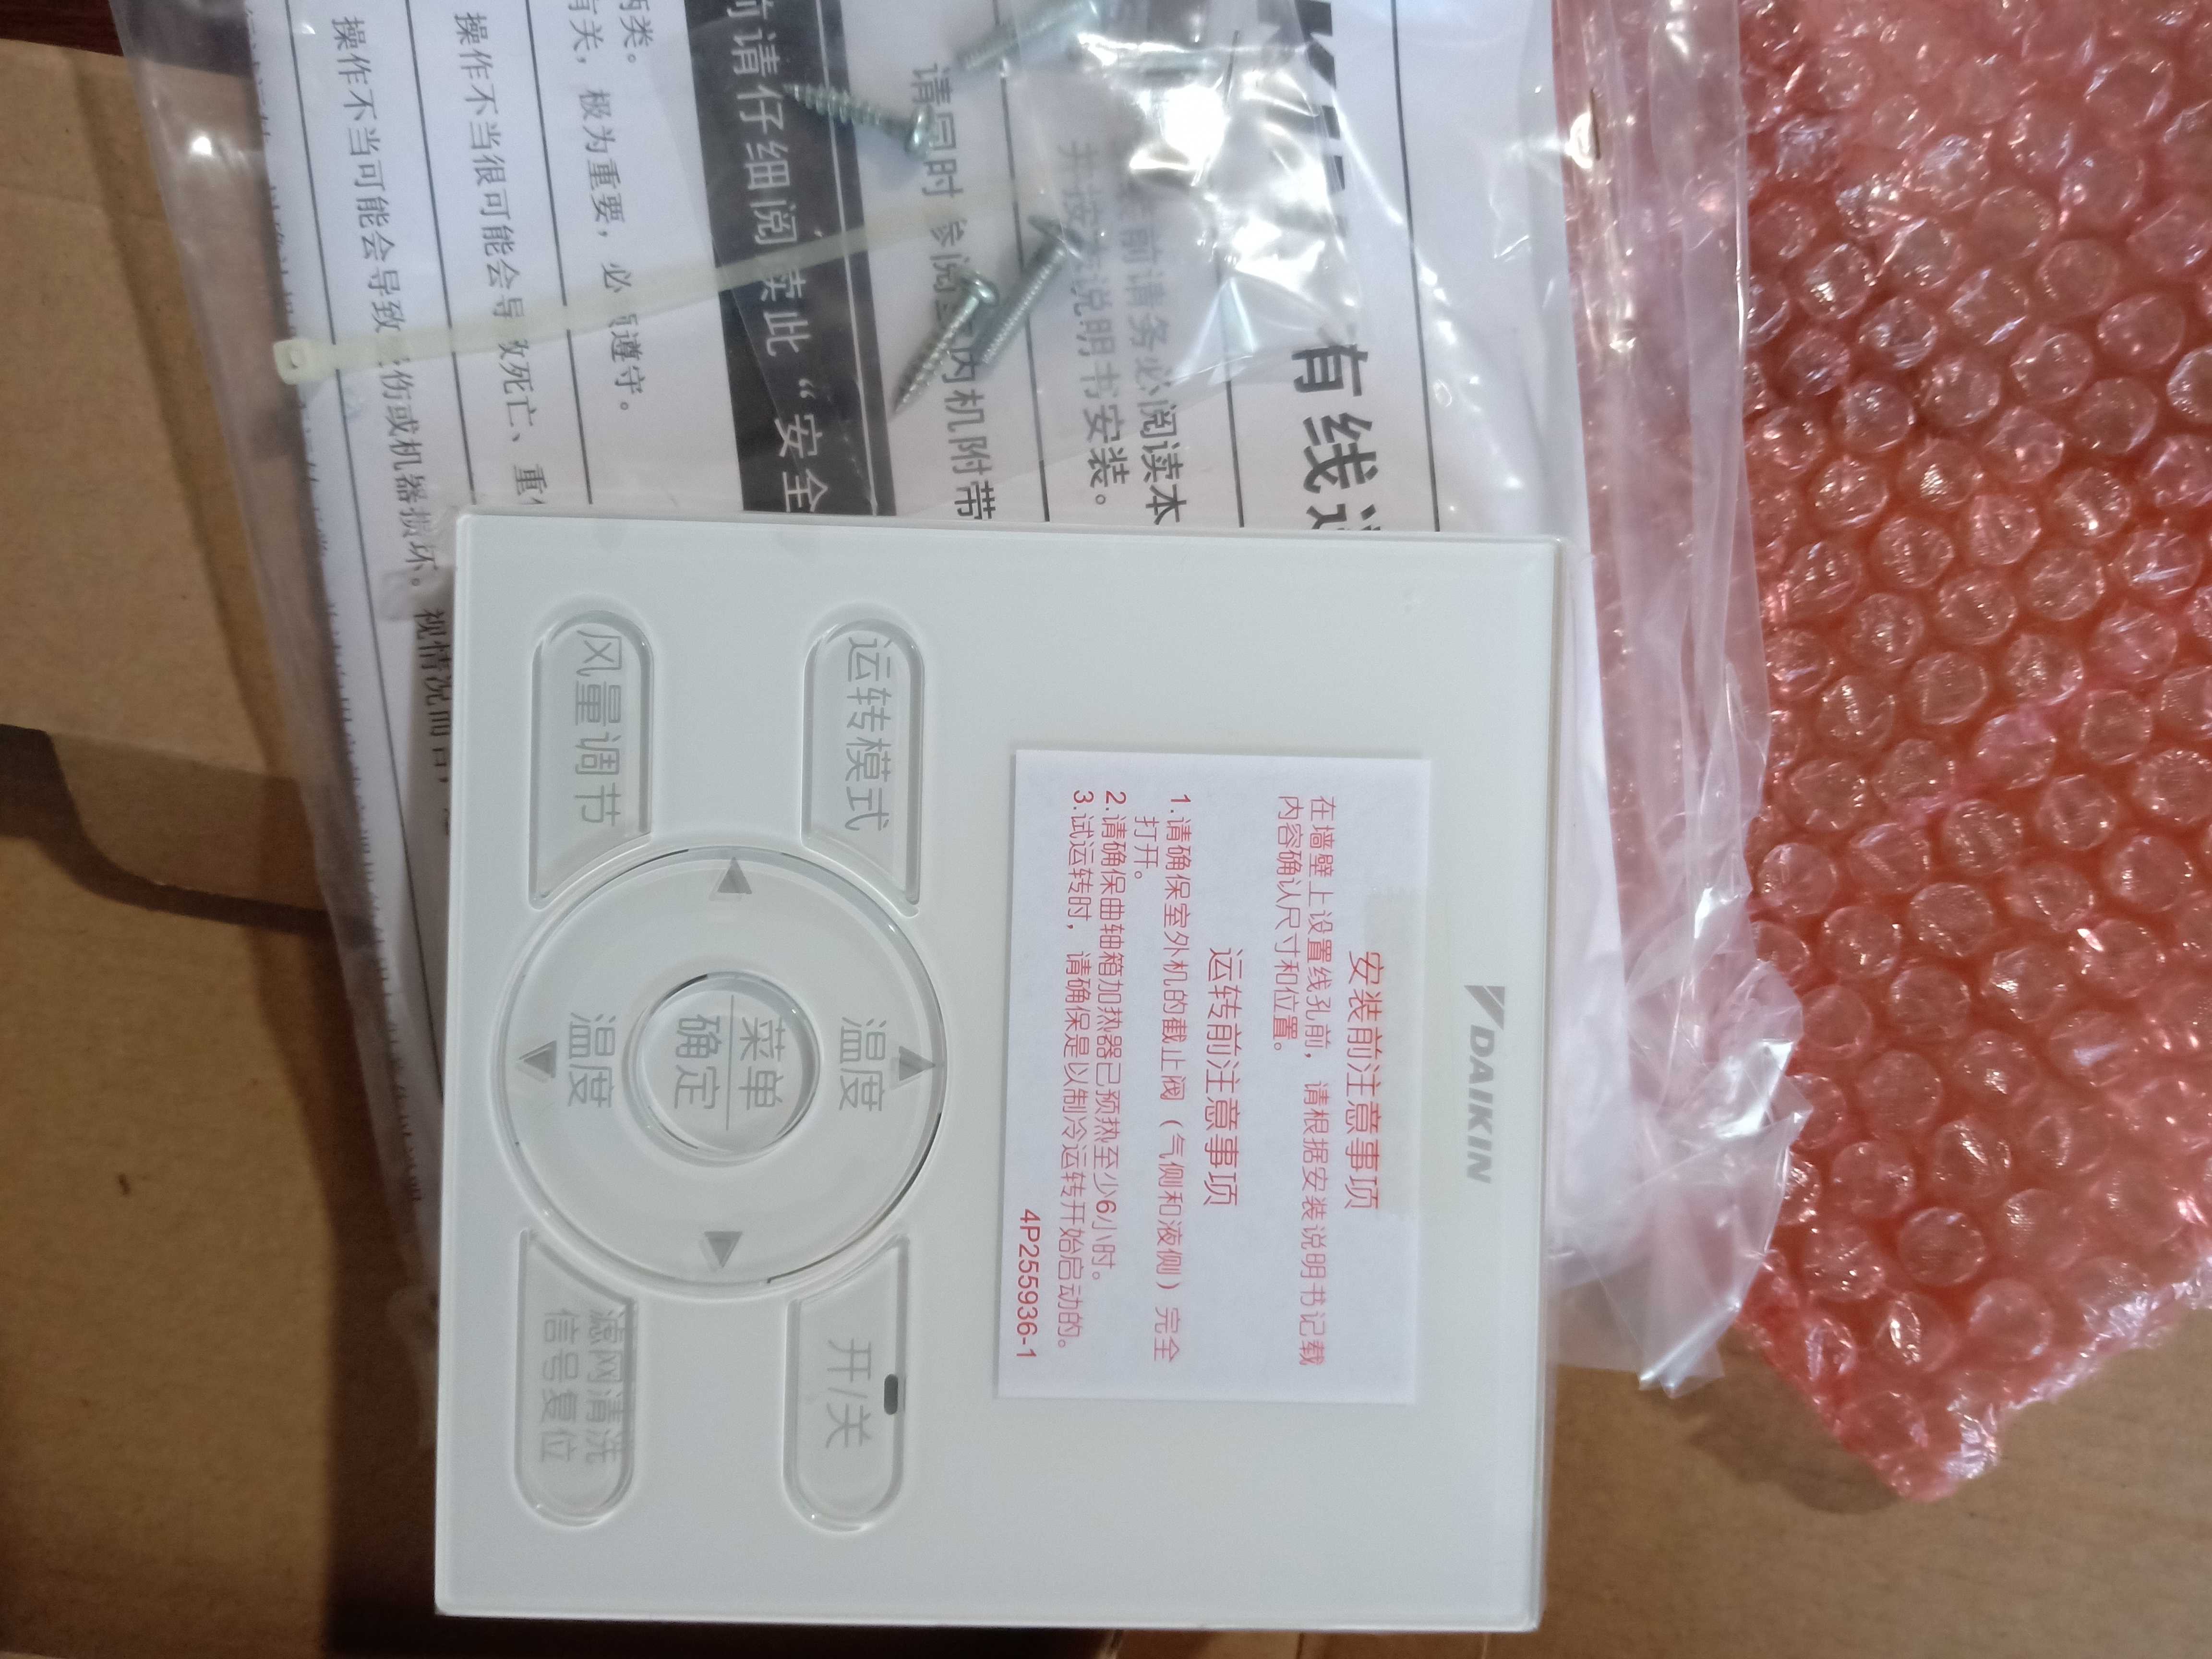 有线
请务必阅读本
说明书安装。
请同时参阅
内机附带
前请仔细阅读此“安全
两类。
有关，极为重要，必
遵守。
操作不当很可能会导
致死亡、重
操作不当可能会导致
伤或机器损坏。视情况而言，
DAIKIN
安装前注意事项
在墙壁上设置线孔前，请根据安装说明书记载
内容确认尺寸和位置。
运转前注意事项
1.请确保室外机的截止阀（气侧和液侧）完全
打开。
2.请确保曲轴箱加热器已预热至少6小时。
3.试运转时，请确保是以制冷运转开始启动的。
4P255936-1
运转模式
温度
开/关
菜单
确定
风量调节
温度
滤网清洗
信号复位